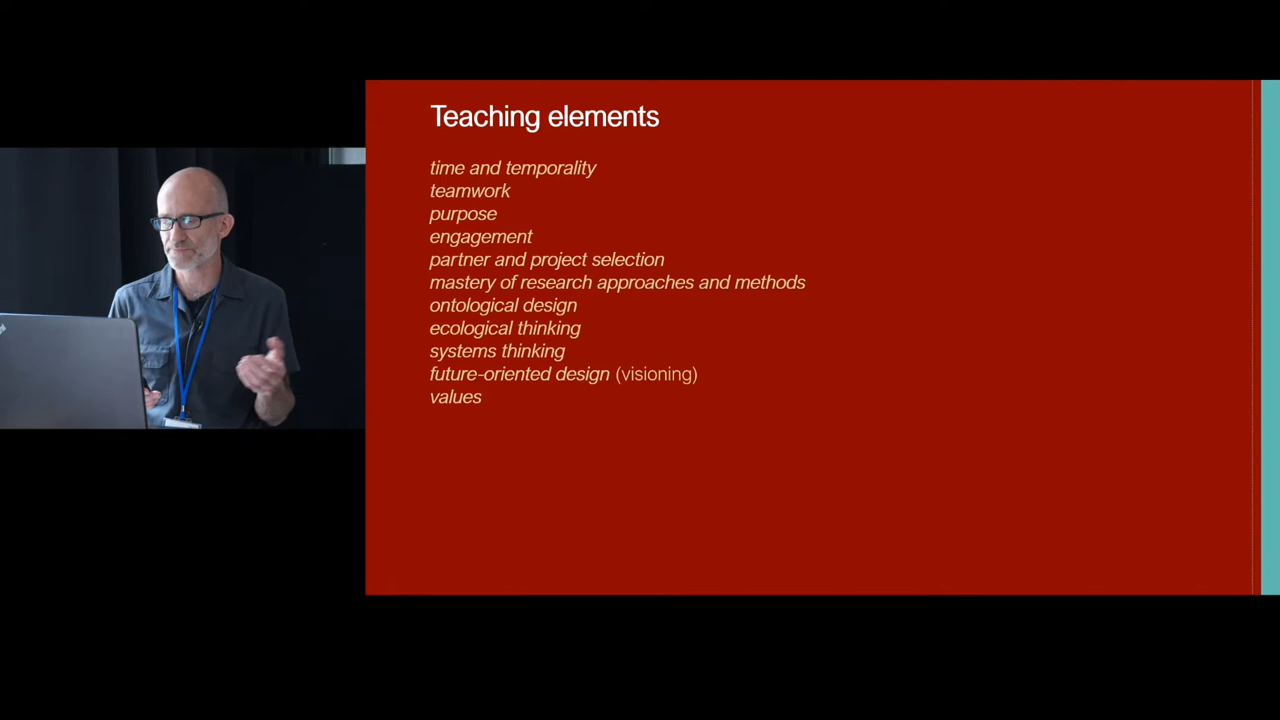 Teaching elements
time and temporality
teamwork
purpose
engagement
partner and project selection
mastery of research approaches and methods
ontological design
ecological thinking
systems thinking
future-oriented design (visioning)
values